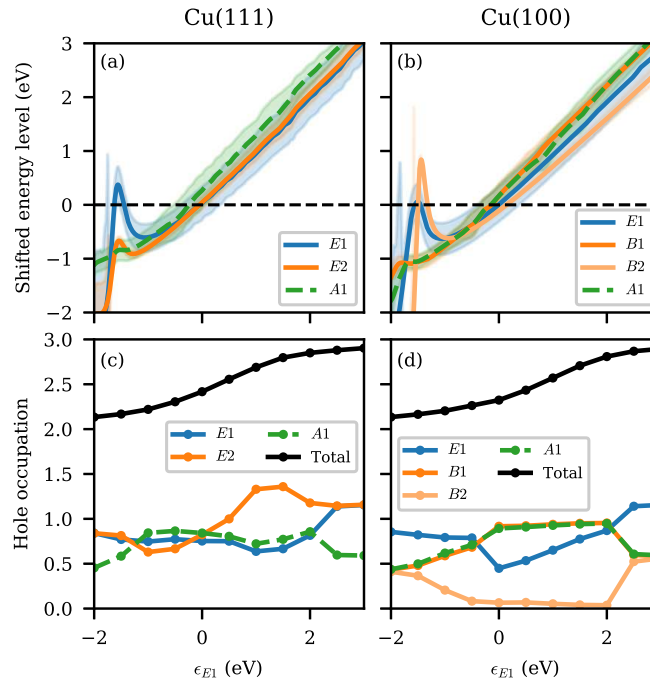 Cu(111)
Cu(100)
Shifted energy level (eV)
3
2
1
0
−1
−2
(a)
E1
E2
A1
(b)
E1
B1
B2
A1
Hole occupation
3.0
2.5
2.0
1.5
1.0
0.5
0.0
(c)
E1
E2
A1
Total
(d)
E1
B1
B2
A1
Total
−2
0
2
−2
0
2
ϵE1 (eV)
ϵE1 (eV)